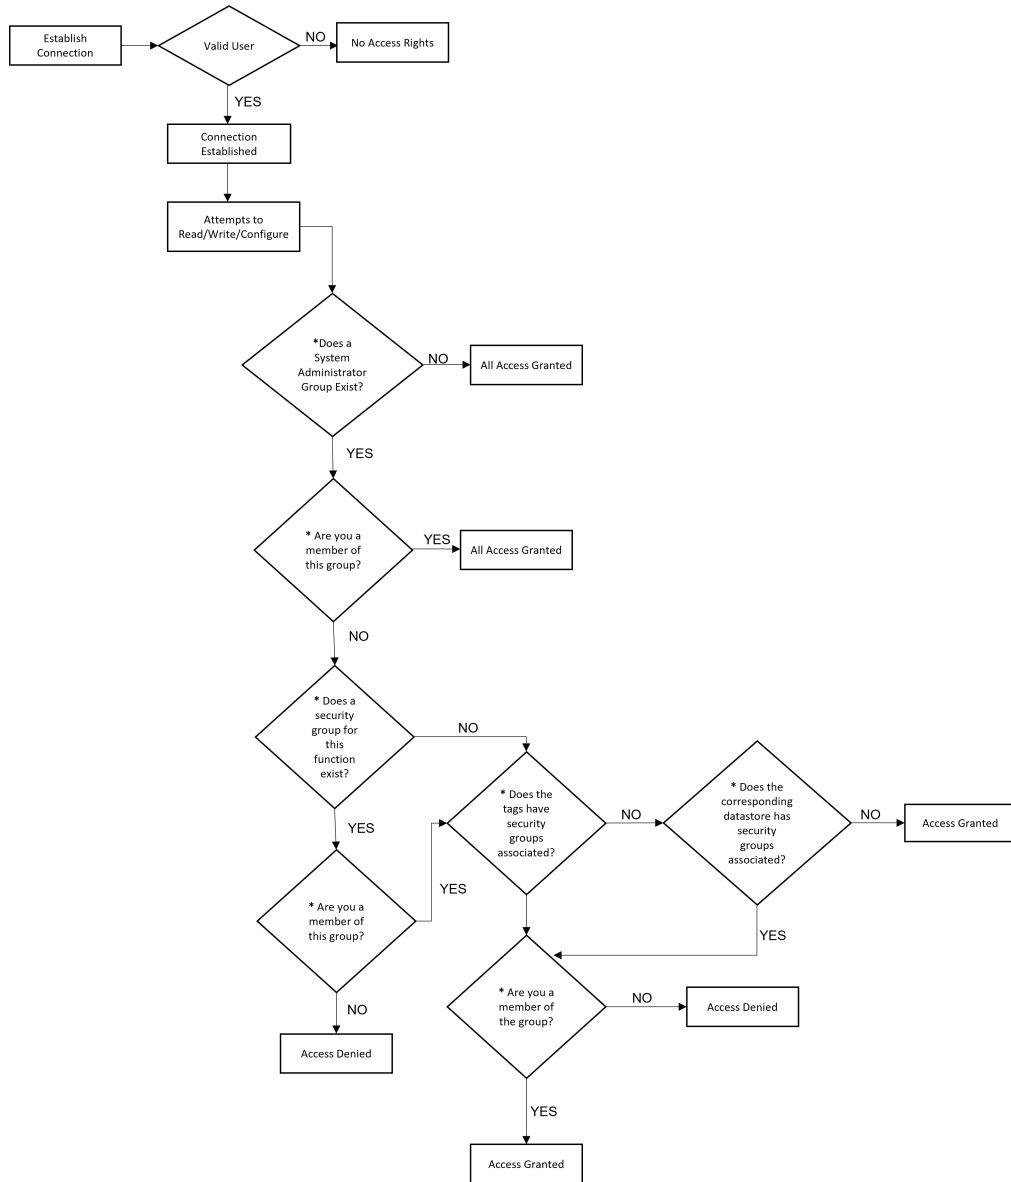 Establish
Connection
Valid User
NO
No Access Rights
YES
Connection
Established
Attempts to
Read/Write/Configure
*Does a
System
Administrator
Group Exist?
NO
All Access Granted
YES
* Are you a
member of
this group?
YES
All Access Granted
NO
* Does a
security
group for
this
function
exist?
NO
YES
* Does the
tags have
security
groups
associated?
NO
* Does the
corresponding
datastore has
security
groups
associated?
NO
Access Granted
YES
* Are you a
member of
this group?
YES
NO
Access Denied
* Are you a
member of
the group?
NO
Access Denied
YES
Access Granted